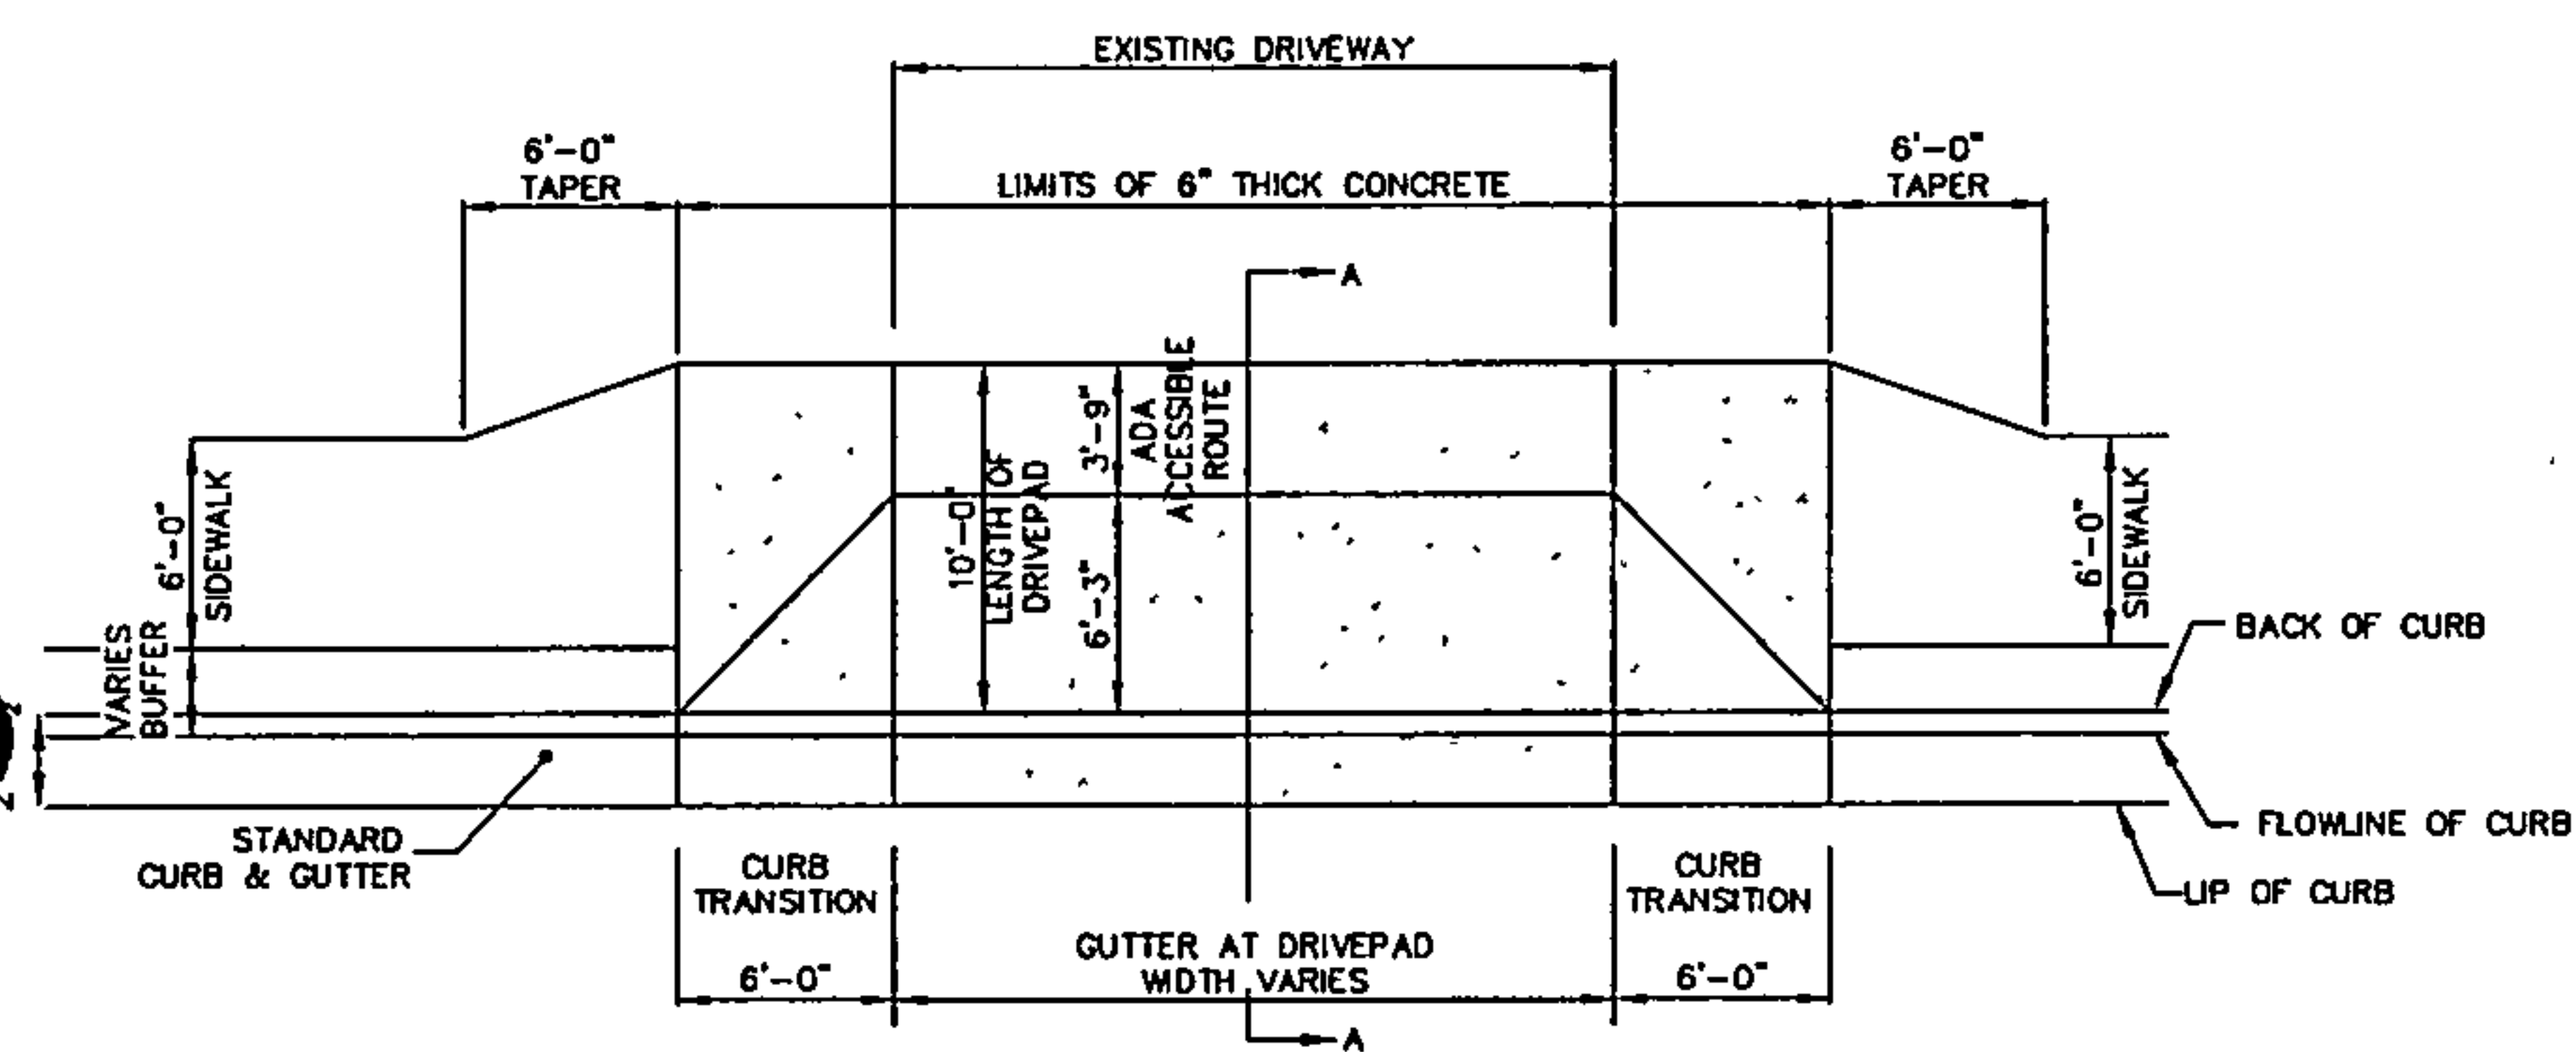 EXISTING DRIVEWAY
6'-0"
TAPER
LIMITS OF 6" THICK CONCRETE
6'-0"
TAPER
A
6'-0"
SIDEWALK
10'-0"
LENGTH OF
DRIVEPAD
3'-9"
ADA
ACCESSIBLE
ROUTE
6'-3"
6'-0"
SIDEWALK
VARIES
BUFFER
BACK OF CURB
FLOWLINE OF CURB
LIP OF CURB
STANDARD
CURB & GUTTER
CURB
TRANSITION
6'-0"
GUTTER AT DRIVEPAD
WIDTH VARIES
CURB
TRANSITION
6'-0"
A